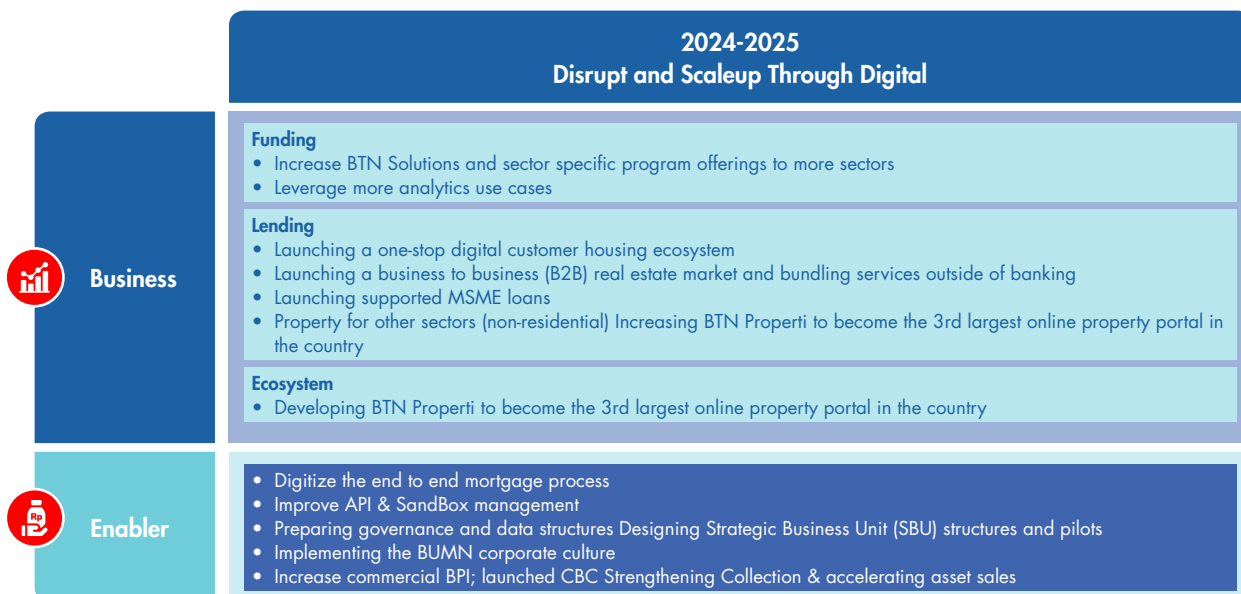 2024-2025
Disrupt and Scaleup Through Digital
Business
Funding
• Increase BTN Solutions and sector specific program offerings to more sectors
• Leverage more analytics use cases
Lending
• Launching a one-stop digital customer housing ecosystem
• Launching a business to business (B2B) real estate market and bundling services outside of banking
• Launching supported MSME loans
• Property for other sectors (non-residential) Increasing BTN Properti to become the 3rd largest online property portal in
the country
Ecosystem
• Developing BTN Properti to become the 3rd largest online property portal in the country
Rp
Enabler
• Digitize the end to end mortgage process
• Improve API & SandBox management
• Preparing governance and data structures Designing Strategic Business Unit (SBU) structures and pilots
• Implementing the BUMN corporate culture
• Increase commercial BPI; launched CBC Strengthening Collection & accelerating asset sales